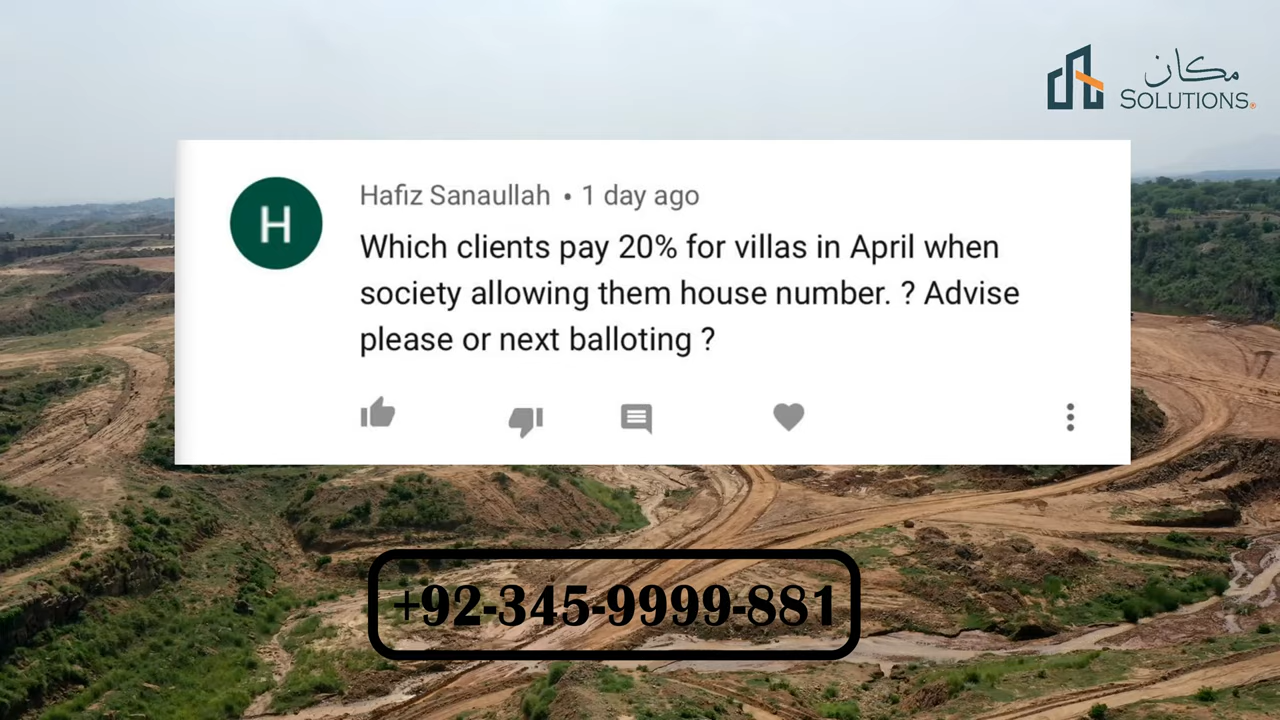 مكان
SOLUTIONS®
H
Hafiz Sanaullah • 1 day ago
Which clients pay 20% for villas in April when
society allowing them house number. ? Advise
please or next balloting ?
+92-345-9999-881